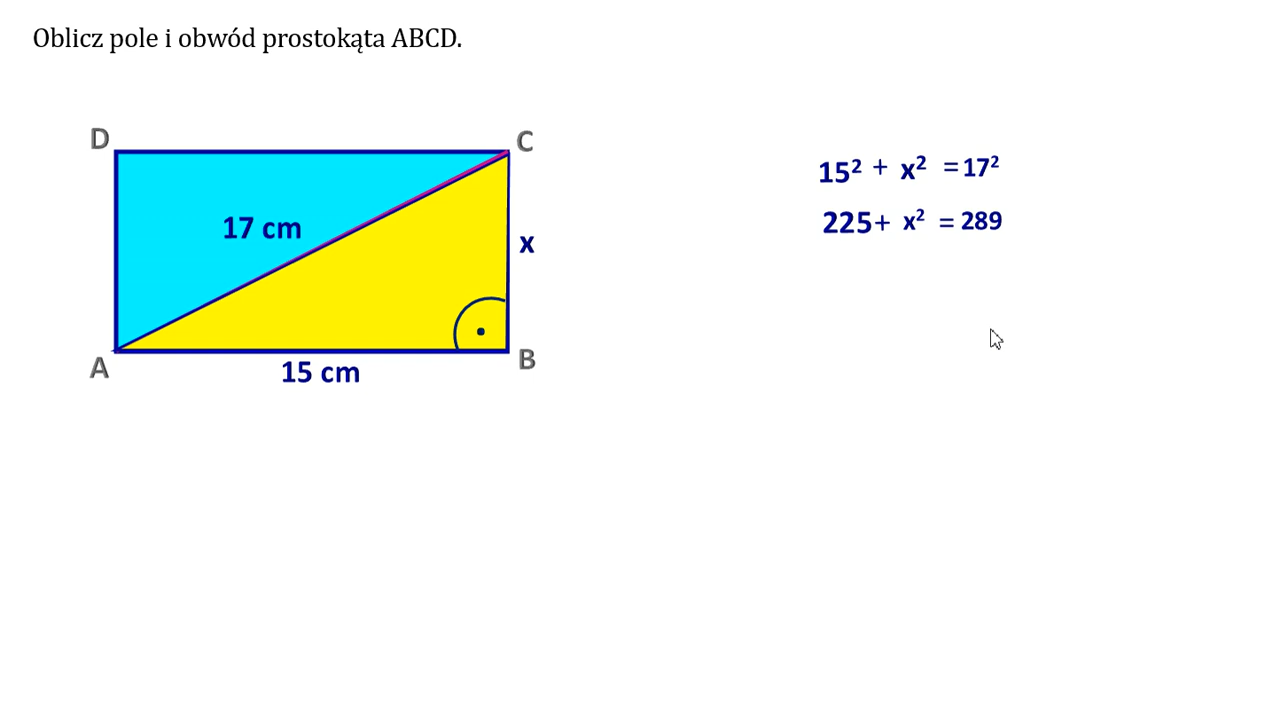 Oblicz pole i obwód prostokąta ABCD.
D
C
17 cm
x
A
B
15 cm
15² + x² = 17²
225 + x² = 289